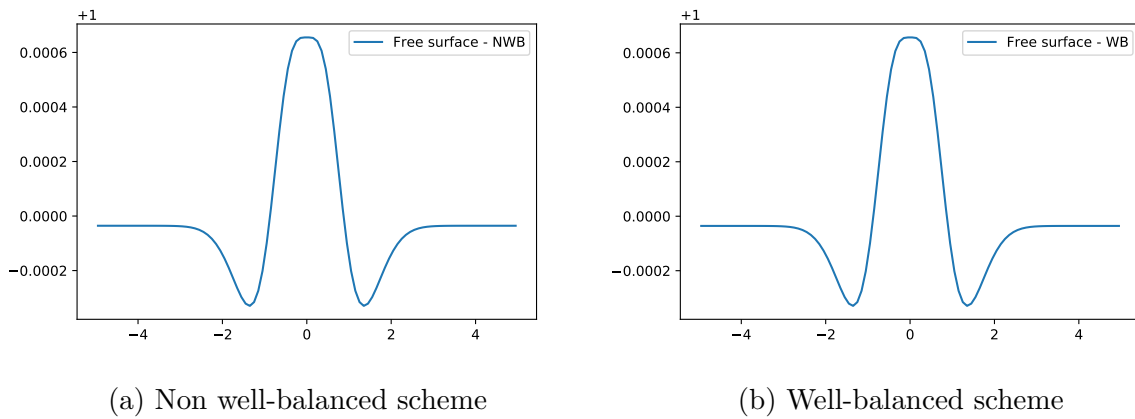 +1
Free surface - NWB
0.0006
0.0004
0.0002
0.0000
−0.0002
−4 −2 0 2 4
(a) Non well-balanced scheme
+1
Free surface - WB
0.0006
0.0004
0.0002
0.0000
−0.0002
−4 −2 0 2 4
(b) Well-balanced scheme